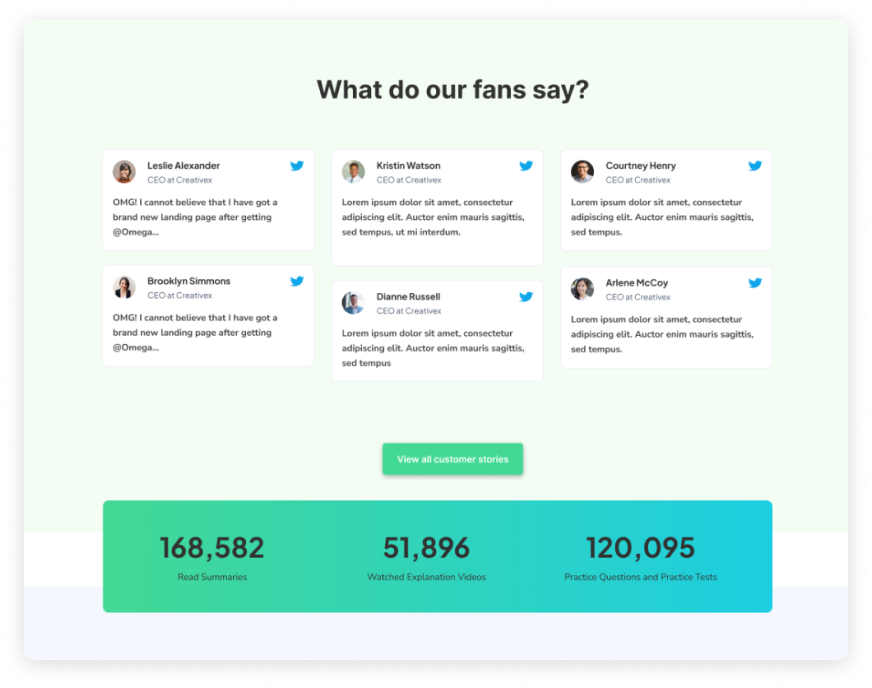 What do our fans say?
Leslie Alexander
CEO at Creativex
OMG! I cannot believe that I have got a
brand new landing page after getting
@Omega...
Brooklyn Simmons
CEO at Creativex
OMG! I cannot believe that I have got a
brand new landing page after getting
@Omega...
Kristin Watson
CEO at Creativex
Lorem ipsum dolor sit amet, consectetur
adipiscing elit. Auctor enim mauris sagittis,
sed tempus, ut mi interdum.
Dianne Russell
CEO at Creativex
Lorem ipsum dolor sit amet, consectetur
adipiscing elit. Auctor enim mauris sagittis,
sed tempus
Courtney Henry
CEO at Creativex
Lorem ipsum dolor sit amet, consectetur
adipiscing elit. Auctor enim mauris sagittis,
sed tempus.
Arlene McCoy
CEO at Creativex
Lorem ipsum dolor sit amet, consectetur
adipiscing elit. Auctor enim mauris sagittis,
sed tempus.
View all customer stories
168,582
Read Summaries
51,896
Watched Explanation Videos
120,095
Practice Questions and Practice Tests